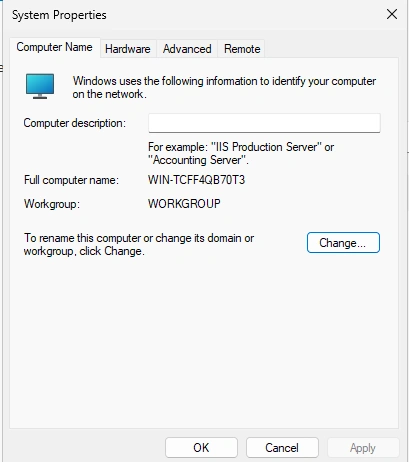 System Properties
Computer Name
Hardware
Advanced
Remote
Windows uses the following information to identify your computer
on the network.
Computer description:
For example: "IIS Production Server" or
"Accounting Server".
Full computer name:
WIN-TCFF4QB70T3
Workgroup:
WORKGROUP
To rename this computer or change its domain or
workgroup, click Change.
Change...
OK
Cancel
Apply